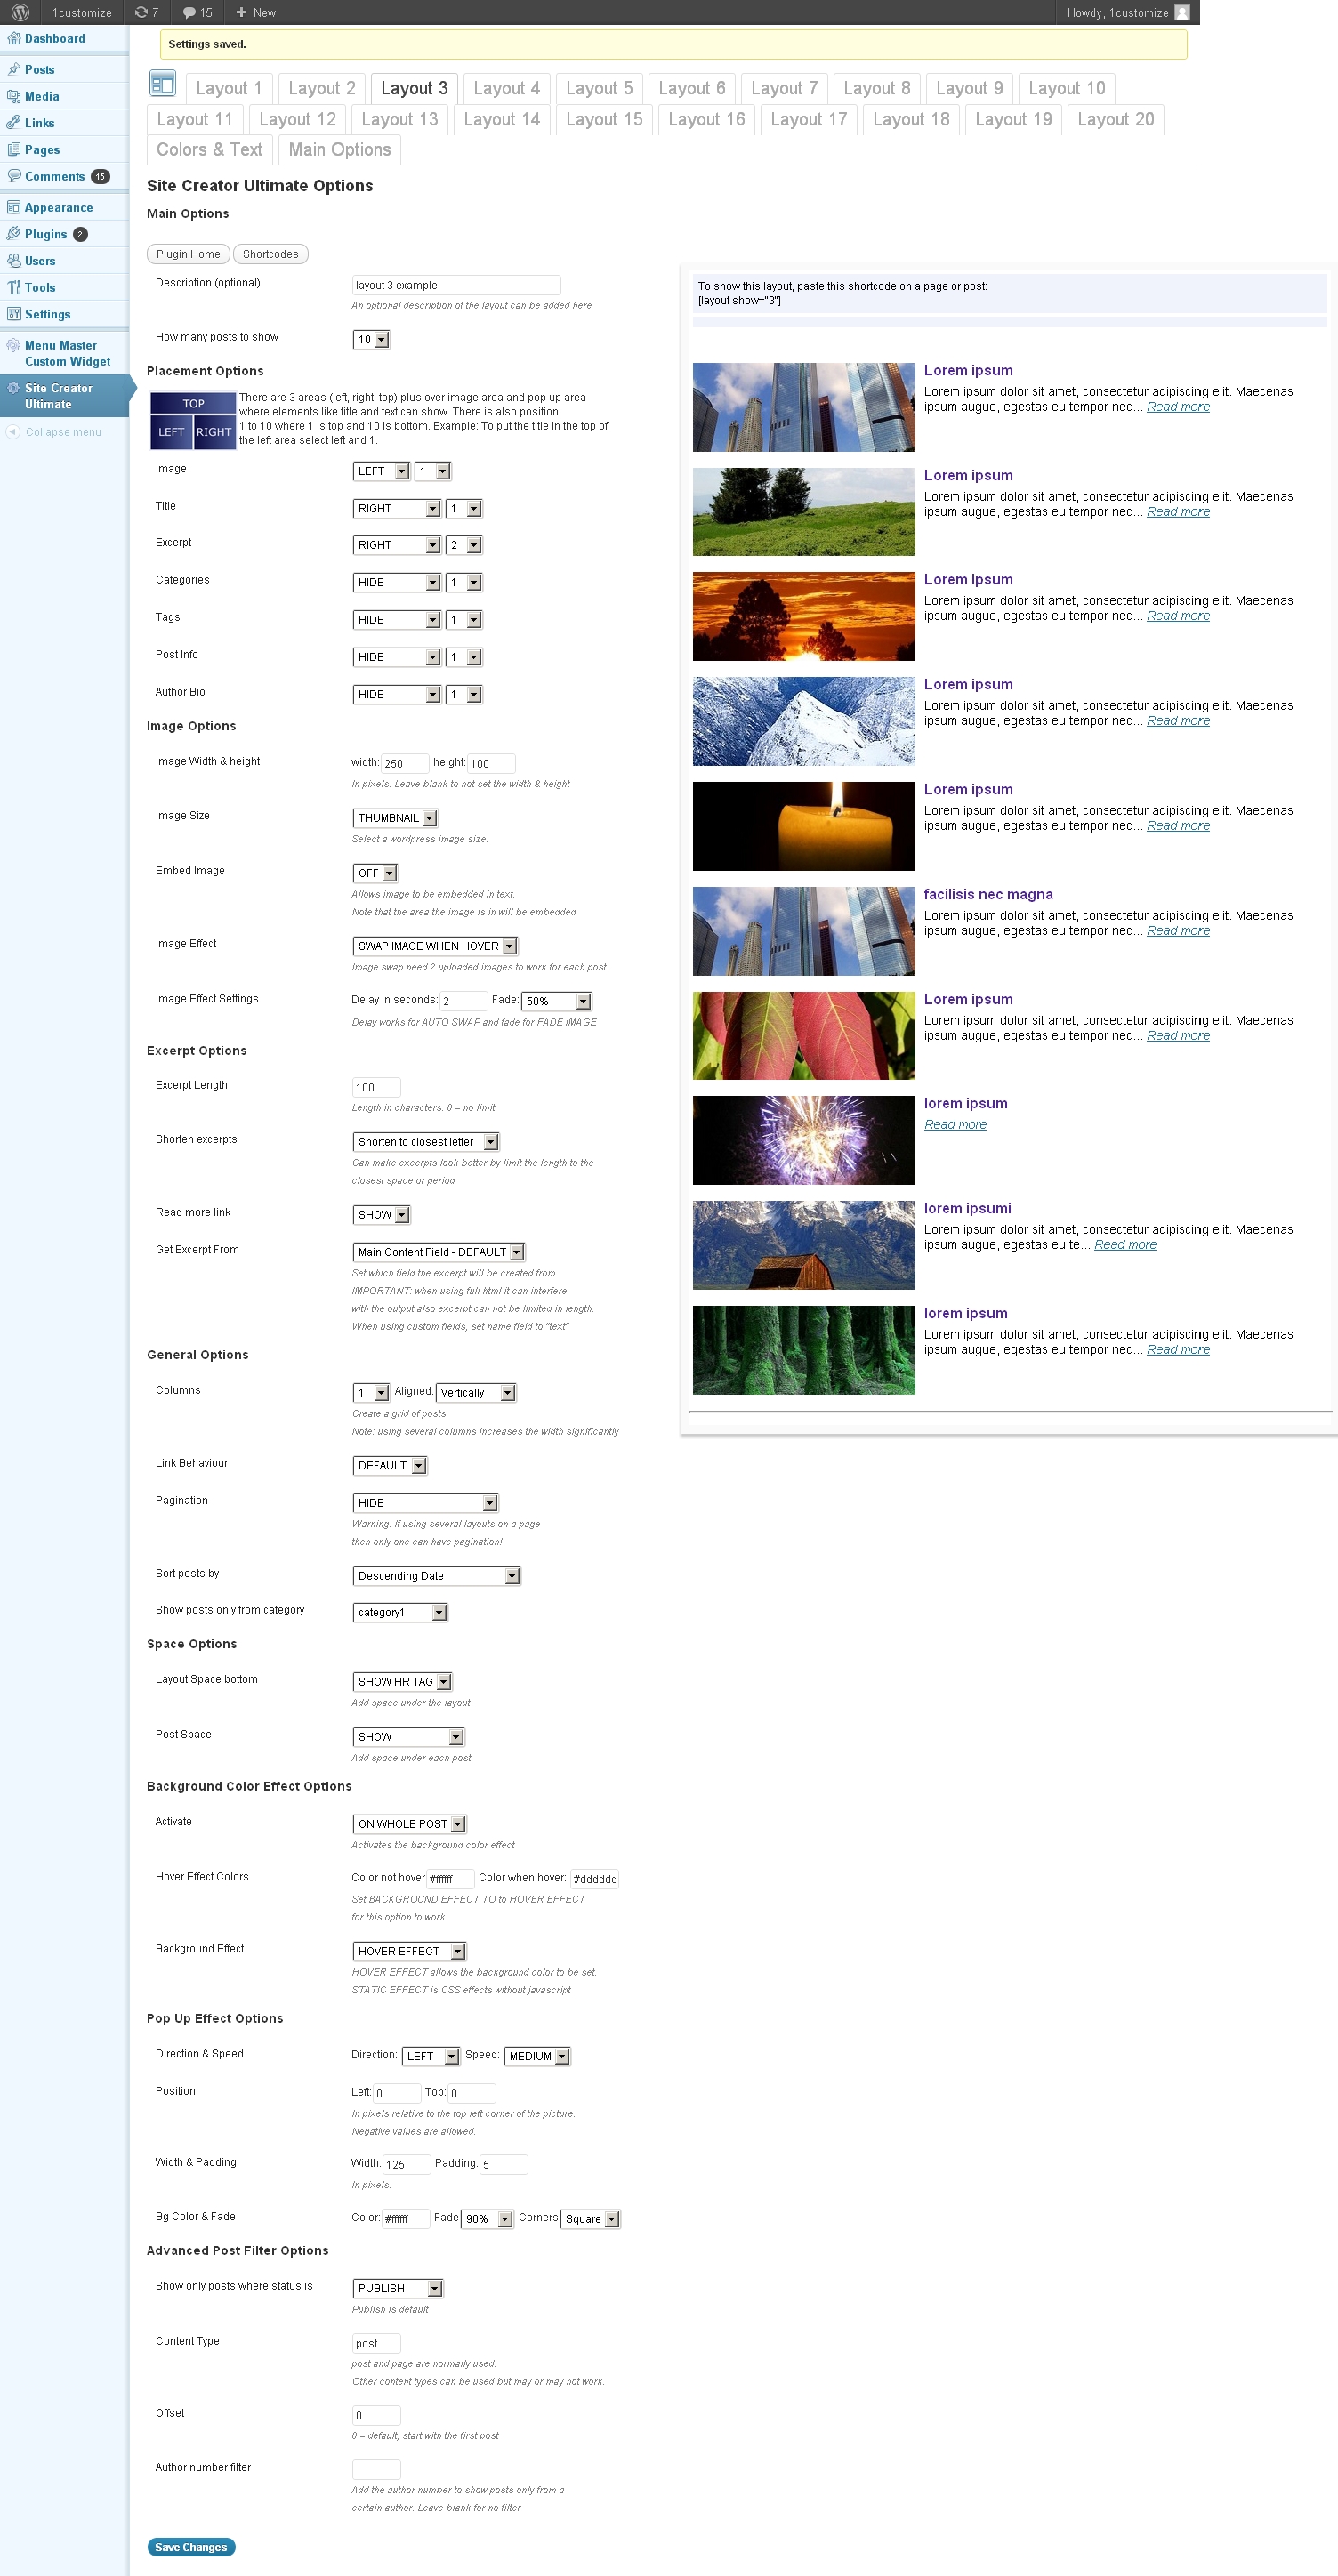 1customize 7 15 New Howdy, 1customize
Dashboard
Posts
Media
Links
Pages
Comments 15
Appearance
Plugins 2
Users
Tools
Settings
Menu Master
Custom Widget
Site Creator
Ultimate
Collapse menu
Settings saved.
Layout 1 Layout 2 Layout 3 Layout 4 Layout 5 Layout 6 Layout 7 Layout 8 Layout 9 Layout 10
Layout 11 Layout 12 Layout 13 Layout 14 Layout 15 Layout 16 Layout 17 Layout 18 Layout 19 Layout 20
Colors & Text Main Options
Site Creator Ultimate Options
Main Options
Plugin Home Shortcodes
Description (optional) layout 3 example
An optional description of the layout can be added here
How many posts to show 10
Placement Options
TOP
LEFT RIGHT
There are 3 areas (left, right, top) plus over image area and pop up area
where elements like title and text can show. There is also position
1 to 10 where 1 is top and 10 is bottom. Example: To put the title in the top of
the left area select left and 1.
Image LEFT 1
Title RIGHT 1
Excerpt RIGHT 2
Categories HIDE 1
Tags HIDE 1
Post Info HIDE 1
Author Bio HIDE 1
Image Options
Image Width & height width: 250 height: 100
In pixels. Leave blank to not set the width & height
Image Size THUMBNAIL
Select a wordpress image size.
Embed Image OFF
Allows image to be embedded in text.
Note that the area the image is in will be embedded
Image Effect SWAP IMAGE WHEN HOVER
Image swap need 2 uploaded images to work for each post
Image Effect Settings Delay in seconds: 2 Fade: 50%
Delay works for AUTO SWAP and fade for FADE IMAGE
Excerpt Options
Excerpt Length 100
Length in characters. 0 = no limit
Shorten excerpts Shorten to closest letter
Can make excerpts look better by limit the length to the
closest space or period
Read more link SHOW
Get Excerpt From Main Content Field - DEFAULT
Set which field the excerpt will be created from
IMPORTANT: when using full html it can interfere
with the output also excerpt can not be limited in length.
When using custom fields, set name field to "text"
General Options
Columns 1 Aligned: Vertically
Create a grid of posts
Note: using several columns increases the width significantly
Link Behaviour DEFAULT
Pagination HIDE
Warning: If using several layouts on a page
then only one can have pagination!
Sort posts by Descending Date
Show posts only from category category1
Space Options
Layout Space bottom SHOW HR TAG
Add space under the layout
Post Space SHOW
Add space under each post
Background Color Effect Options
Activate ON WHOLE POST
Activates the background color effect
Hover Effect Colors Color not hover #ffffff Color when hover: #dddddc
Set BACKGROUND EFFECT TO to HOVER EFFECT
for this option to work.
Background Effect HOVER EFFECT
HOVER EFFECT allows the background color to be set.
STATIC EFFECT is CSS effects without javascript
Pop Up Effect Options
Direction & Speed Direction: LEFT Speed: MEDIUM
Position Left: 0 Top: 0
In pixels relative to the top left corner of the picture.
Negative values are allowed.
Width & Padding Width: 125 Padding: 5
In pixels.
Bg Color & Fade Color: #ffffff Fade 90% Corners Square
Advanced Post Filter Options
Show only posts where status is PUBLISH
Publish is default
Content Type post
post and page are normally used.
Other content types can be used but may or may not work.
Offset 0
0 = default, start with the first post
Author number filter
Add the author number to show posts only from a
certain author. Leave blank for no filter
Save Changes
To show this layout, paste this shortcode on a page or post:
[layout show="3"]
Lorem ipsum
Lorem ipsum dolor sit amet, consectetur adipiscing elit. Maecenas
ipsum augue, egestas eu tempor nec... Read more
Lorem ipsum
Lorem ipsum dolor sit amet, consectetur adipiscing elit. Maecenas
ipsum augue, egestas eu tempor nec... Read more
Lorem ipsum
Lorem ipsum dolor sit amet, consectetur adipiscing elit. Maecenas
ipsum augue, egestas eu tempor nec... Read more
Lorem ipsum
Lorem ipsum dolor sit amet, consectetur adipiscing elit. Maecenas
ipsum augue, egestas eu tempor nec... Read more
Lorem ipsum
Lorem ipsum dolor sit amet, consectetur adipiscing elit. Maecenas
ipsum augue, egestas eu tempor nec... Read more
facilisis nec magna
Lorem ipsum dolor sit amet, consectetur adipiscing elit. Maecenas
ipsum augue, egestas eu tempor nec... Read more
Lorem ipsum
Lorem ipsum dolor sit amet, consectetur adipiscing elit. Maecenas
ipsum augue, egestas eu tempor nec... Read more
lorem ipsum
Read more
lorem ipsumi
Lorem ipsum dolor sit amet, consectetur adipiscing elit. Maecenas
ipsum augue, egestas eu te... Read more
lorem ipsum
Lorem ipsum dolor sit amet, consectetur adipiscing elit. Maecenas
ipsum augue, egestas eu tempor nec... Read more